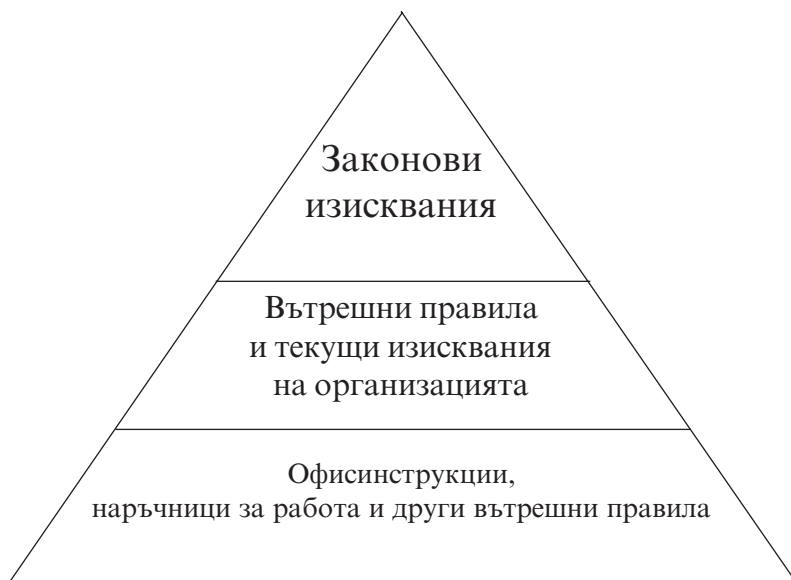 Законови
изисквания
Вътрешни правила
и текущи изисквания
на организацията
Офисинструкции,
наръчници за работа и други вътрешни правила